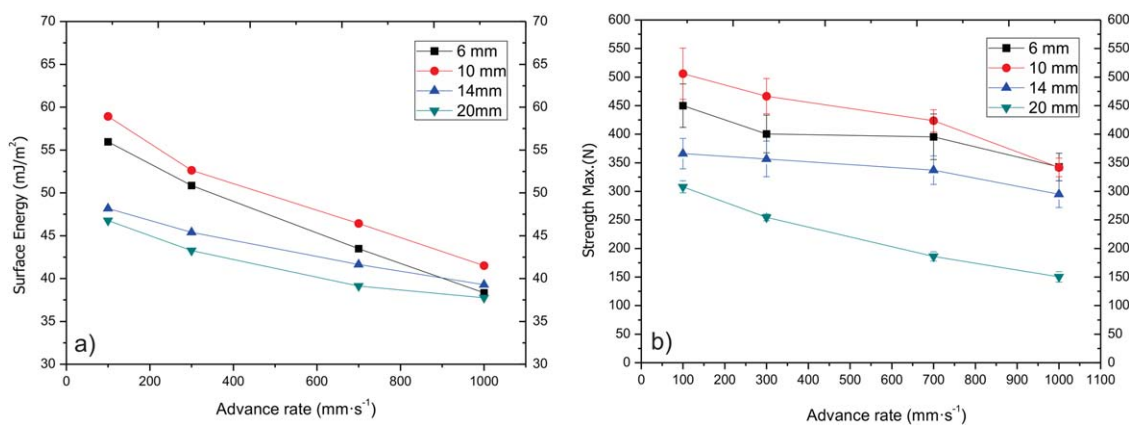 70
65
60
55
50
45
40
35
30
Surface Energy (mJ/m²)
6 mm
10 mm
14mm
20mm
70
65
60
55
50
45
40
35
30
a)
0 200 400 600 800 1000
Advance rate (mm·s⁻¹)
600
550
500
450
400
350
300
250
200
150
100
50
0
Strength Max.(N)
6 mm
10 mm
14 mm
20 mm
600
550
500
450
400
350
300
250
200
150
100
50
0
b)
0 100 200 300 400 500 600 700 800 900 1000 1100
Advance rate (mm·s⁻¹)